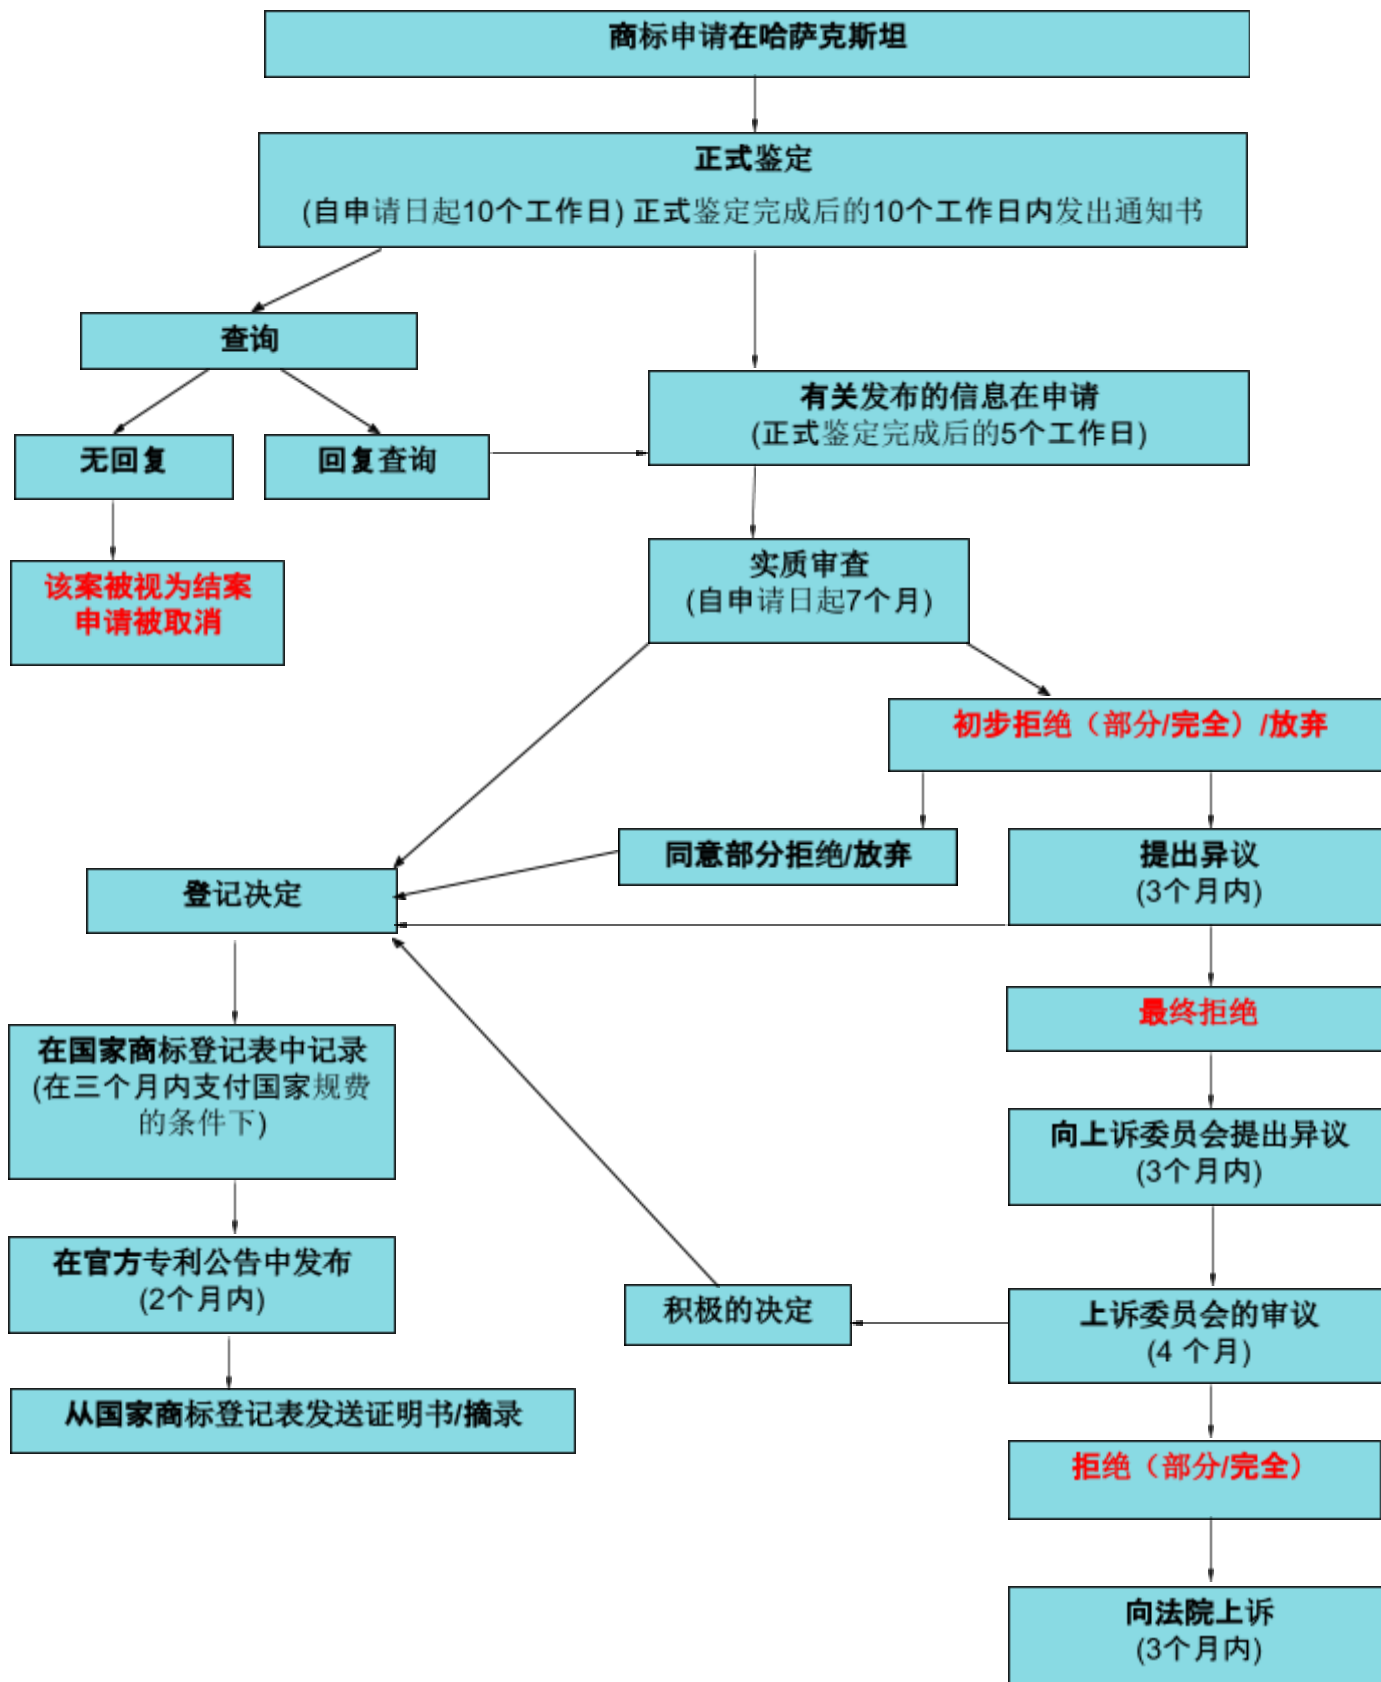 商标申请在哈萨克斯坦
正式鉴定
(自申请日起10个工作日) 正式鉴定完成后的10个工作日内发出通知书
查询
有关发布的信息在申请
(正式鉴定完成后的5个工作日)
无回复
回复查询
该案被视为结案
申请被取消
实质审查
(自申请日起7个月)
初步拒绝（部分/完全）/放弃
同意部分拒绝/放弃
提出异议
(3个月内)
登记决定
最终拒绝
在国家商标登记表中记录
(在三个月内支付国家规费
的条件下)
向上诉委员会提出异议
(3个月内)
在官方专利公告中发布
(2个月内)
积极的决定
上诉委员会的审议
(4 个月)
从国家商标登记表发送证明书/摘录
拒绝（部分/完全）
向法院上诉
(3个月内)